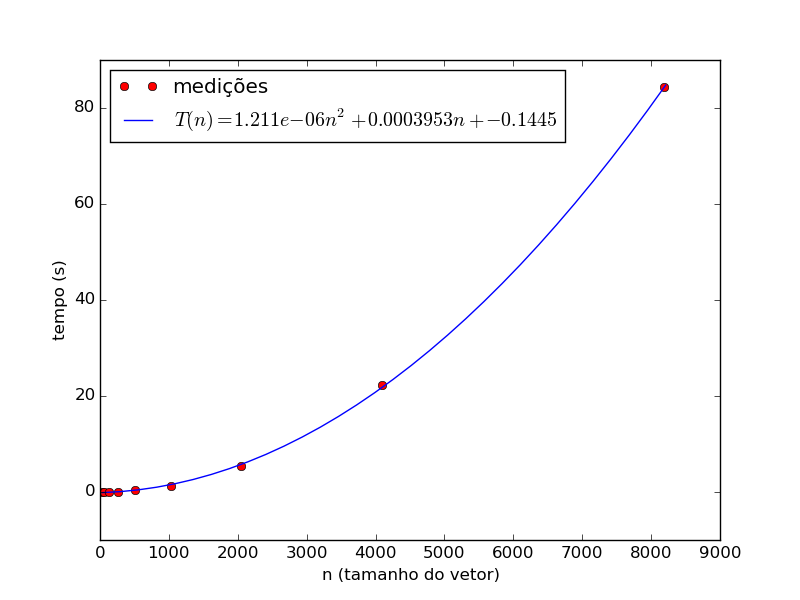 medições
T(n)=1.211e−06n² +0.0003953n+−0.1445
80
60
40
20
0
tempo (s)
0 1000 2000 3000 4000 5000 6000 7000 8000 9000
n (tamanho do vetor)